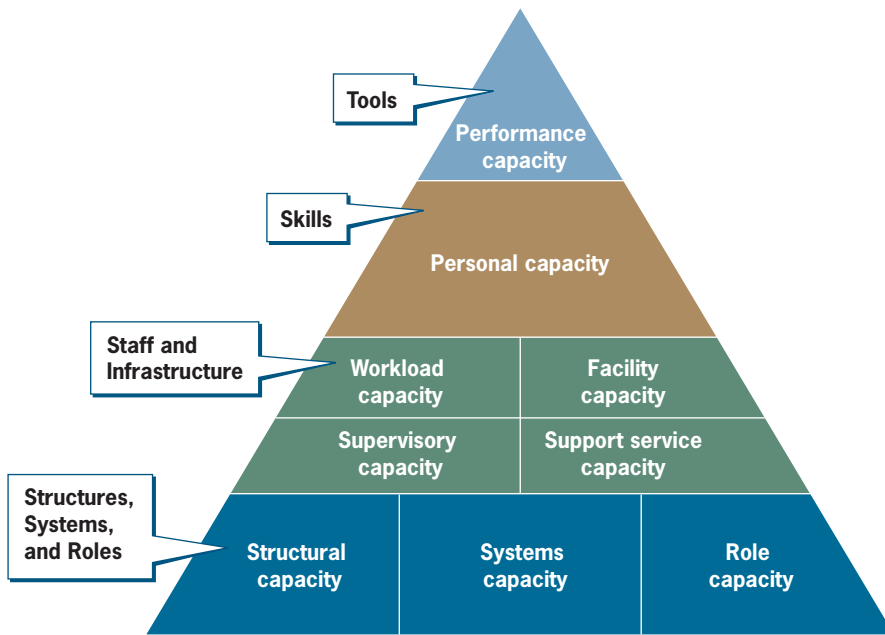 Tools
Performance
capacity
Skills
Personal capacity
Staff and
Infrastructure
Workload
capacity
Facility
capacity
Supervisory
capacity
Support service
capacity
Structures,
Systems,
and Roles
Structural
capacity
Systems
capacity
Role
capacity